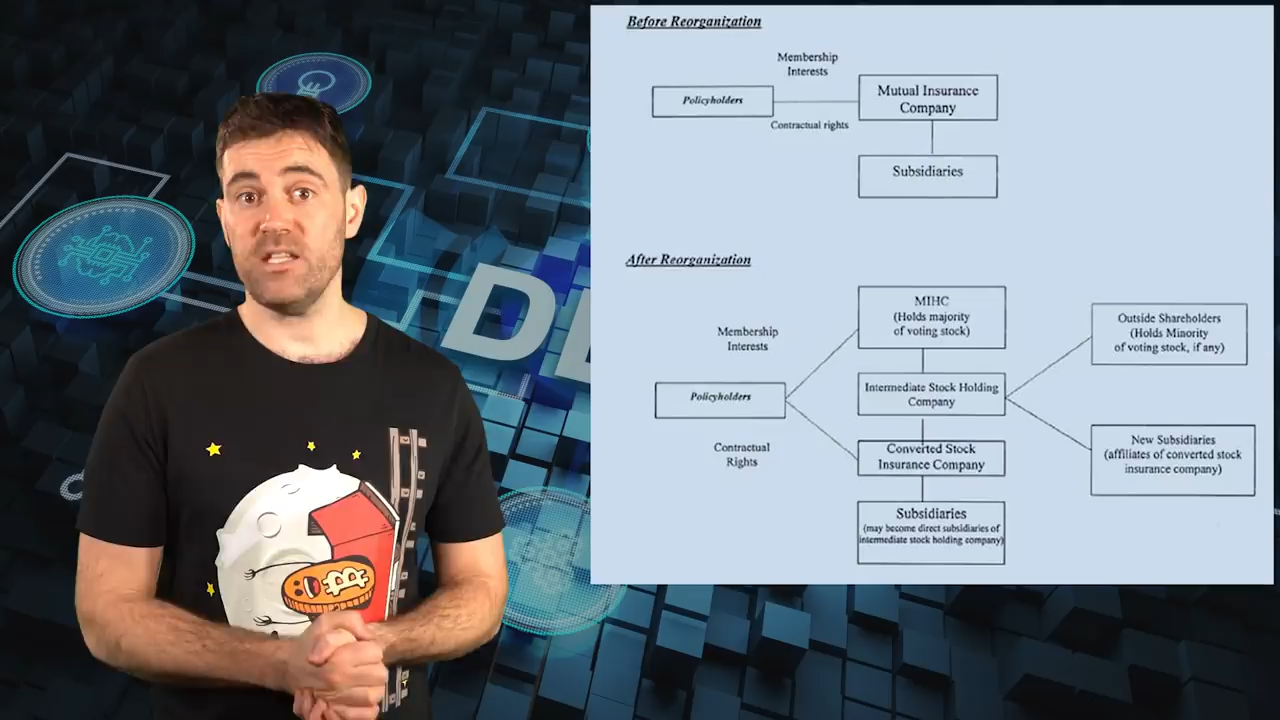 Before Reorganization
Membership
Interests
Policyholders
Mutual Insurance
Company
Contractual rights
Subsidiaries
After Reorganization
MIHC
(Holds majority
of voting stock)
Membership
Interests
Outside Shareholders
(Holds Minority
of voting stock, if any)
Policyholders
Intermediate Stock Holding
Company
Contractual
Rights
Converted Stock
Insurance Company
New Subsidiaries
(affiliates of converted stock
insurance company)
Subsidiaries
(may become direct subsidiaries of
intermediate stock holding company)